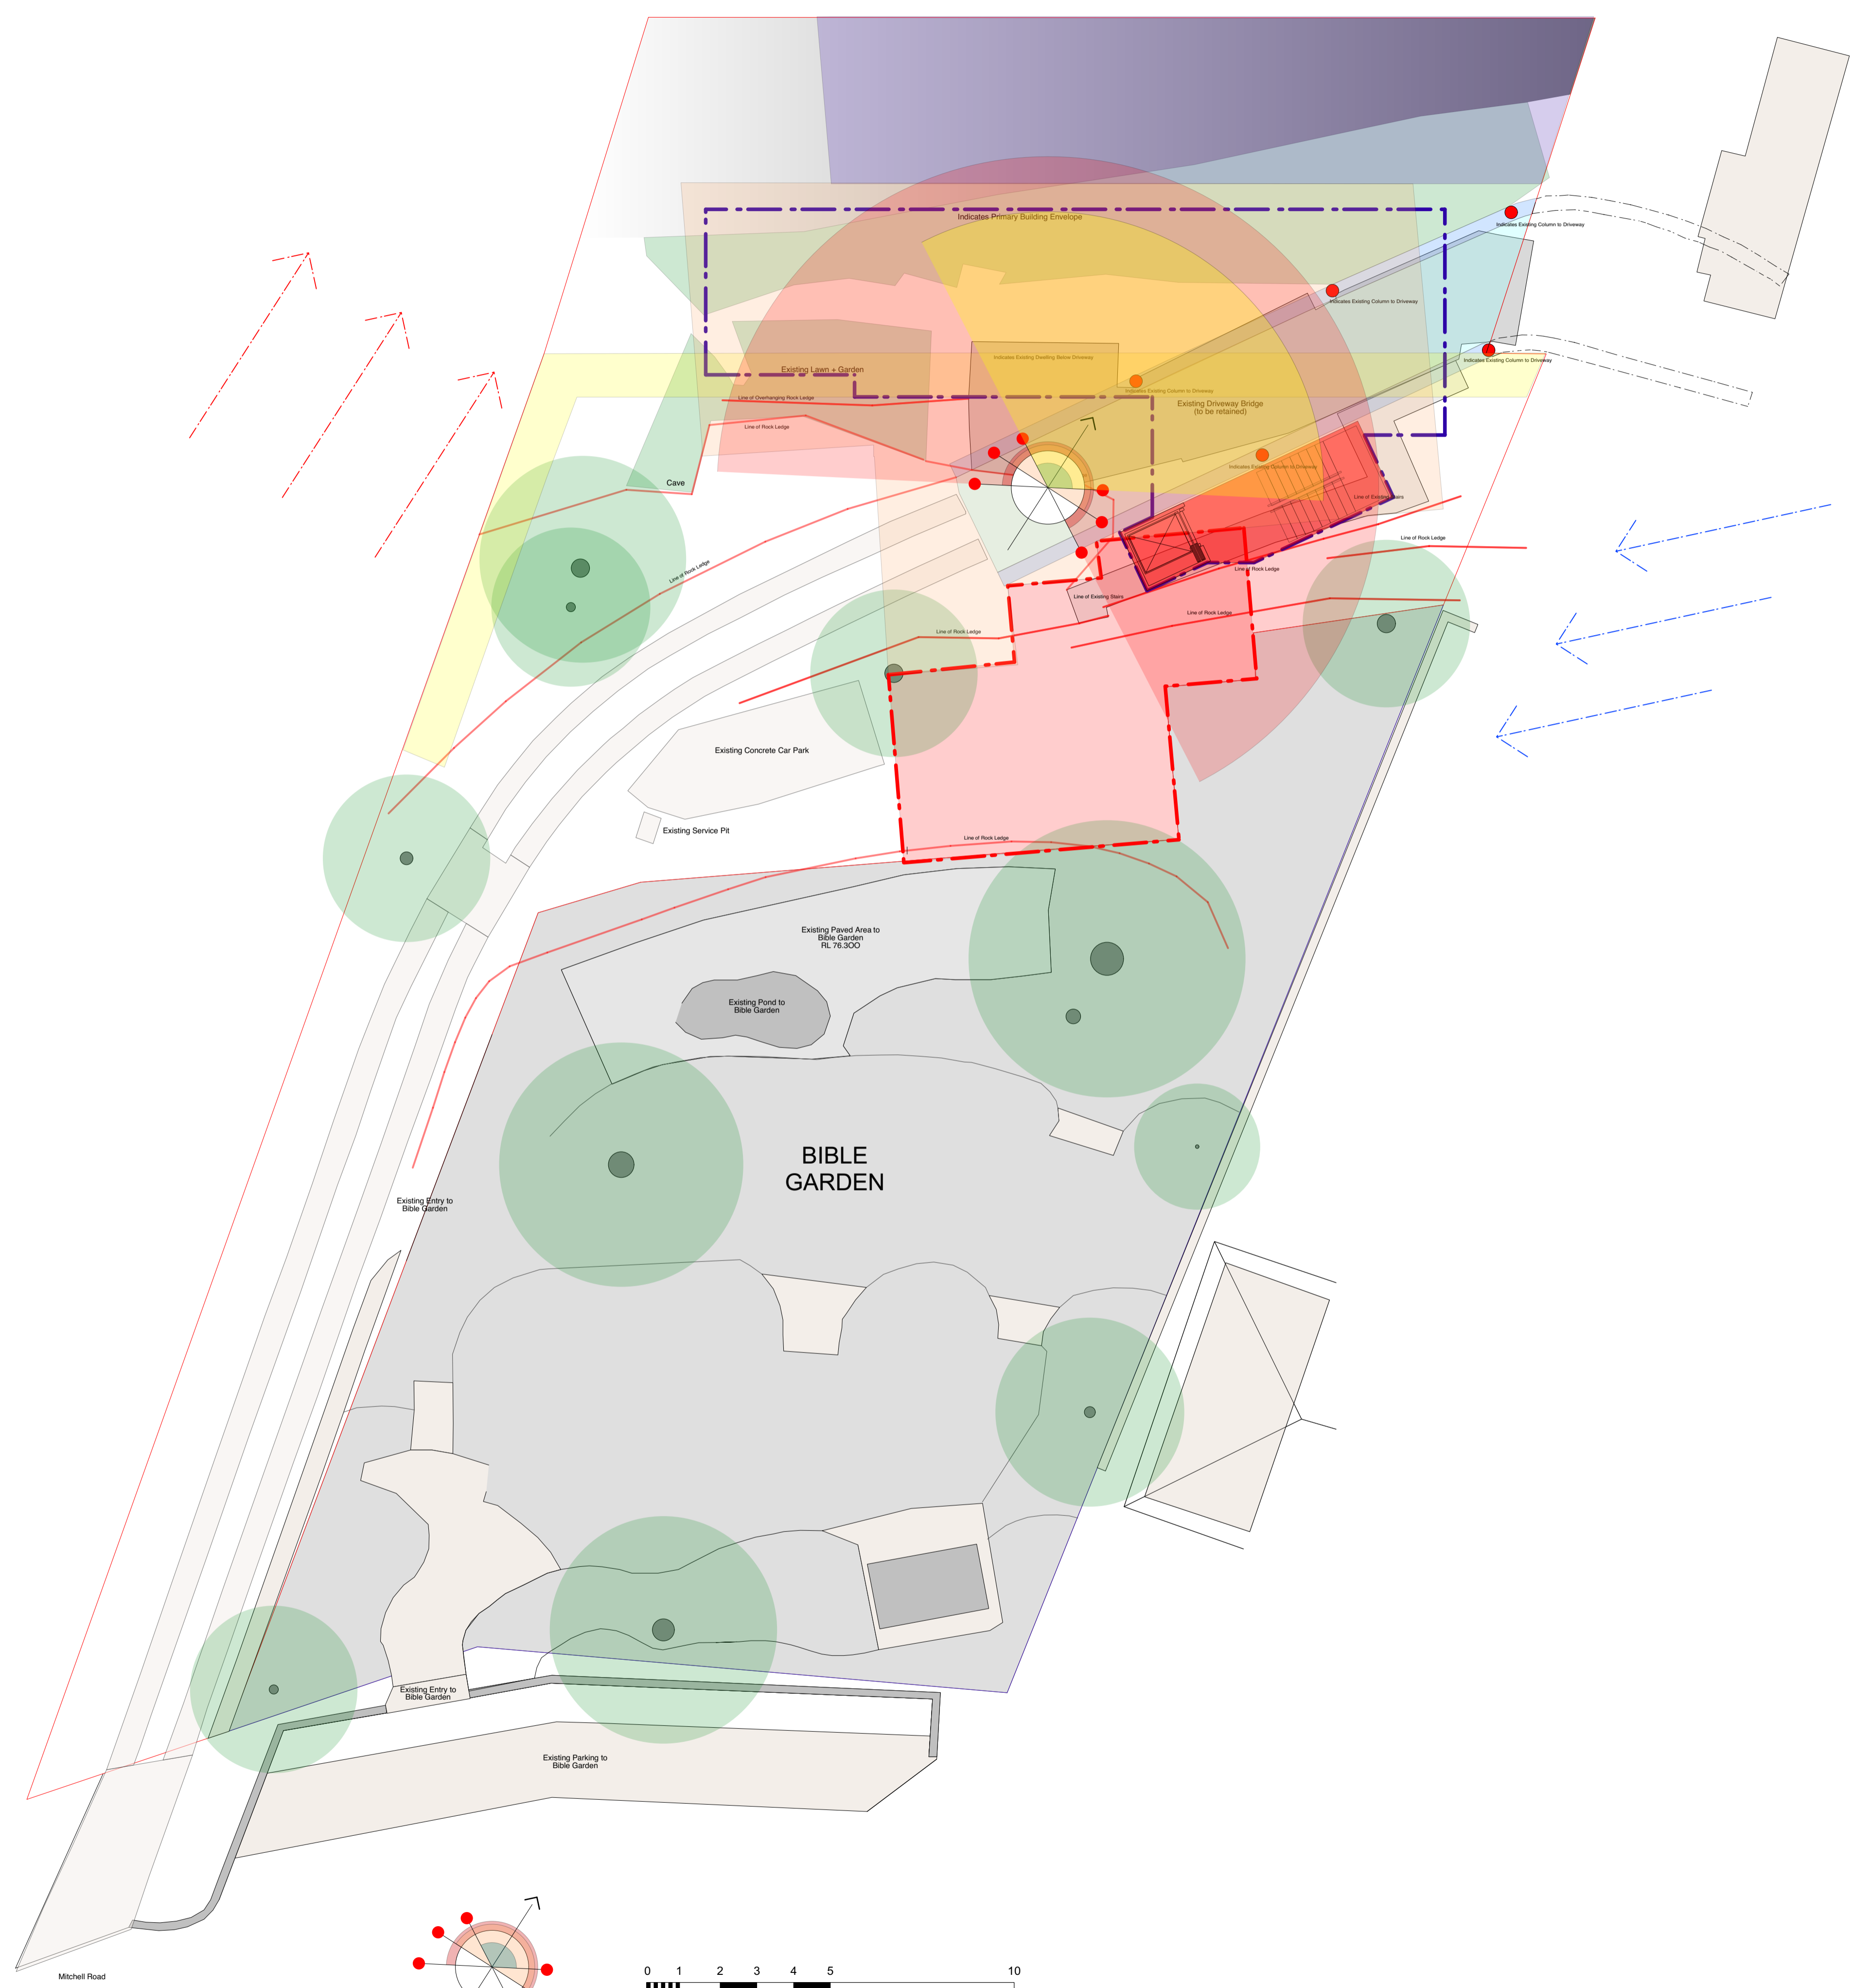 Indicates Primary Building Envelope
Indicates Existing Column to Driveway
Indicates Existing Column to Driveway
Indicates Existing Dwelling Below Driveway
Indicates Existing Column to Driveway
Existing Lawn + Garden
Indicates Existing Column to Driveway
Line of Overhanging Rock Ledge
Existing Driveway Bridge
(to be retained)
Line of Rock Ledge
Indicates Existing Column to Driveway
Cave
Line of Existing Stairs
Line of Rock Ledge
Line of Rock Ledge
Line of Rock Ledge
Line of Existing Stairs
Line of Rock Ledge
Line of Rock Ledge
Existing Concrete Car Park
Existing Service Pit
Line of Rock Ledge
Existing Paved Area to
Bible Garden
RL 76.3OO
Existing Pond to
Bible Garden
BIBLE
GARDEN
Existing Entry to
Bible Garden
Existing Entry to
Bible Garden
Existing Parking to
Bible Garden
Mitchell Road
0 1 2 3 4 5 10